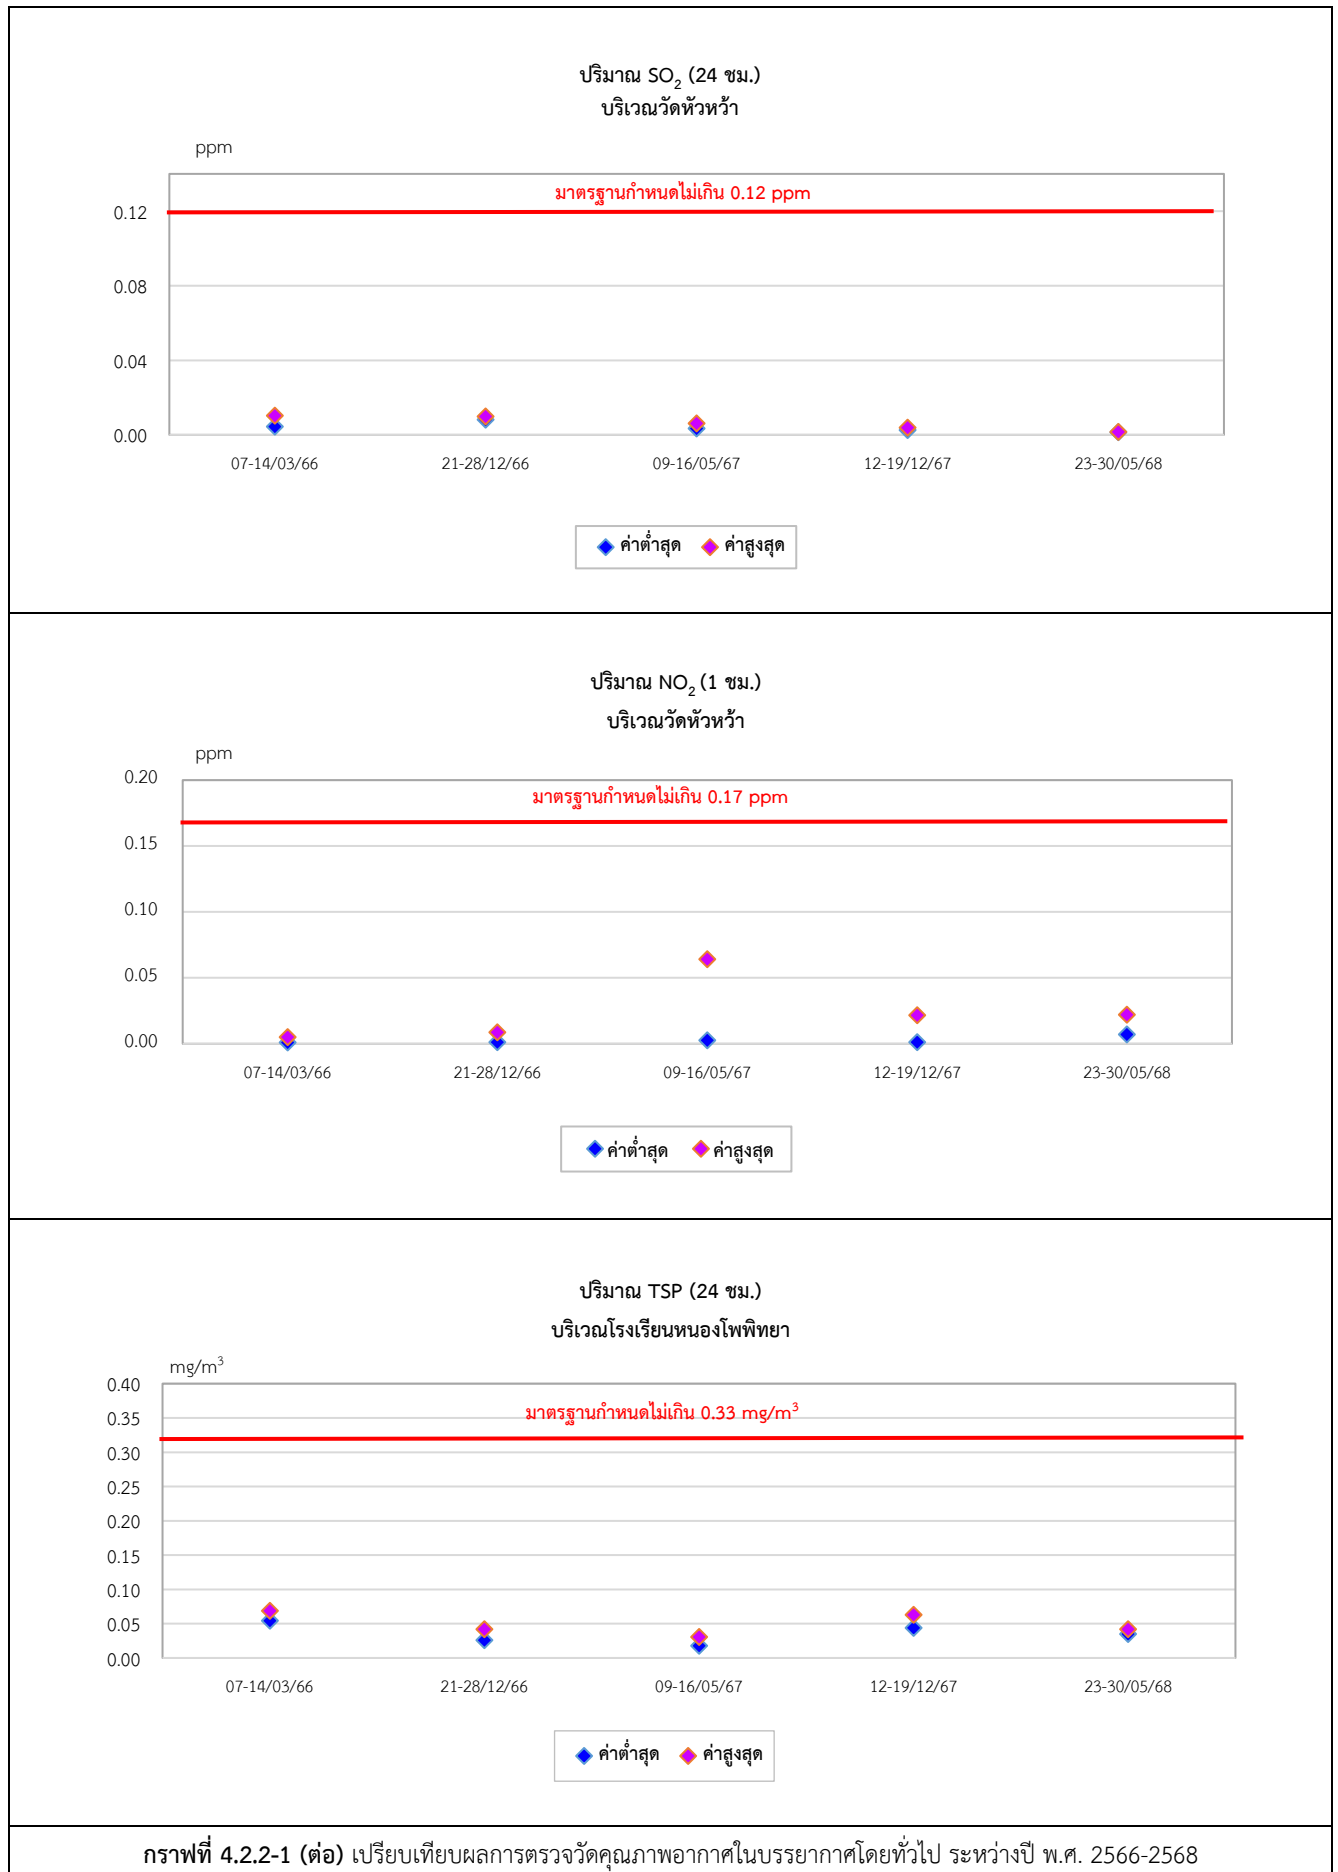 ปริมาณ SO2 (24 ชม.)
บริเวณวัดหัวหว้า
ppm
มาตรฐานกำหนดไม่เกิน 0.12 ppm
0.12
0.08
0.04
0.00
07-14/03/66 21-28/12/66 09-16/05/67 12-19/12/67 23-30/05/68
ค่าต่ำสุด ค่าสูงสุด
ปริมาณ NO2 (1 ชม.)
บริเวณวัดหัวหว้า
ppm
0.20
มาตรฐานกำหนดไม่เกิน 0.17 ppm
0.15
0.10
0.05
0.00
07-14/03/66 21-28/12/66 09-16/05/67 12-19/12/67 23-30/05/68
ค่าต่ำสุด ค่าสูงสุด
ปริมาณ TSP (24 ชม.)
บริเวณโรงเรียนหนองโพพิทยา
mg/m3
0.40
มาตรฐานกำหนดไม่เกิน 0.33 mg/m3
0.35
0.30
0.25
0.20
0.15
0.10
0.05
0.00
07-14/03/66 21-28/12/66 09-16/05/67 12-19/12/67 23-30/05/68
ค่าต่ำสุด ค่าสูงสุด
กราฟที่ 4.2.2-1 (ต่อ) เปรียบเทียบผลการตรวจวัดคุณภาพอากาศในบรรยากาศโดยทั่วไป ระหว่างปี พ.ศ. 2566-2568